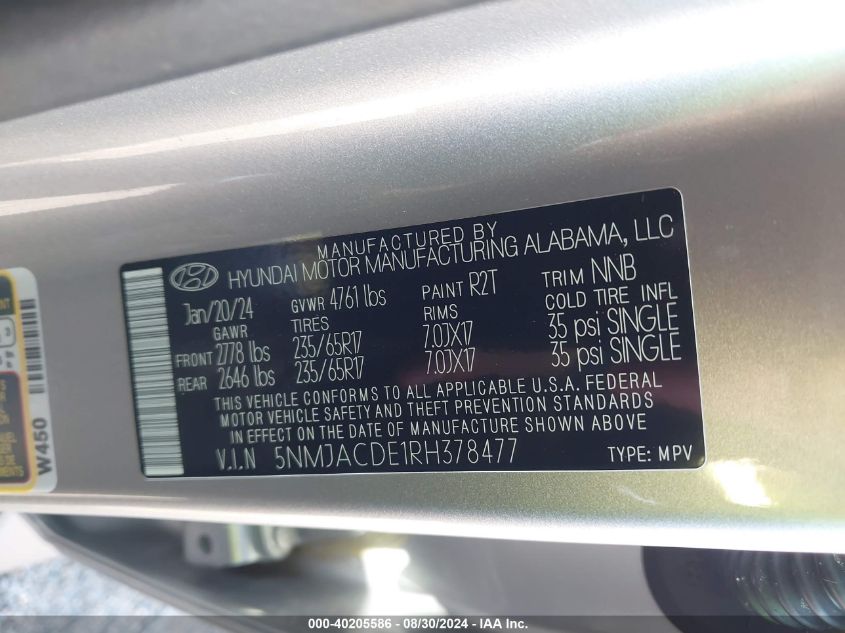 MANUFACTURED BY
HYUNDAI MOTOR MANUFACTURING ALABAMA, LLC
Jan/20/24 GVWR 4761 lbs PAINT R2T TRIM NNB
GAWR TIRES RIMS COLD TIRE INFL
FRONT 2778 lbs 235/65R17 7.0JX17 35 psi SINGLE
REAR 2646 lbs 235/65R17 7.0JX17 35 psi SINGLE
THIS VEHICLE CONFORMS TO ALL APPLICABLE U.S.A. FEDERAL
MOTOR VEHICLE SAFETY AND THEFT PREVENTION STANDARDS
IN EFFECT ON THE DATE OF MANUFACTURE SHOWN ABOVE
V.I.N 5NMJACDE1RH378477 TYPE: MPV
W450
000-40205586 - 08/30/2024 - IAA Inc.